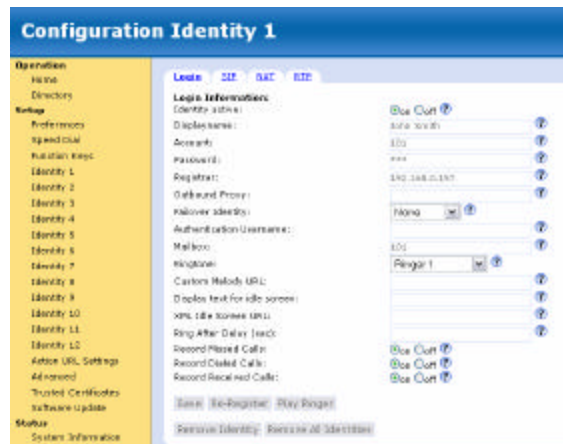 Configuration Identity 1
Operation
Home
Directory
Setup
Preferences
Speed Dial
Function Keys
Identity 1
Identity 2
Identity 3
Identity 4
Identity 5
Identity 6
Identity 7
Identity 8
Identity 9
Identity 10
Identity 11
Identity 12
Action URL Settings
Advanced
Trusted Certificates
Software Update
Status
System Information
Login SIP NAT RTP
Login Information:
Identity active: on off ?
Displayname: John Smith ?
Account: 101 ?
Password: *** ?
Registrar: 192.168.0.197 ?
Outbound Proxy: ?
Failover Identity: None ?
Authentication Username: ?
Mailbox: 101 ?
Ringtone: Ringer 1 ?
Custom Melody URL: ?
Display text for idle screen: ?
XML Idle Screen URL: ?
Ring After Delay (sec): ?
Record Missed Calls: on off ?
Record Dialed Calls: on off ?
Record Received Calls: on off ?
Save Re-Register Play Ringer
Remove Identity Remove All Identities